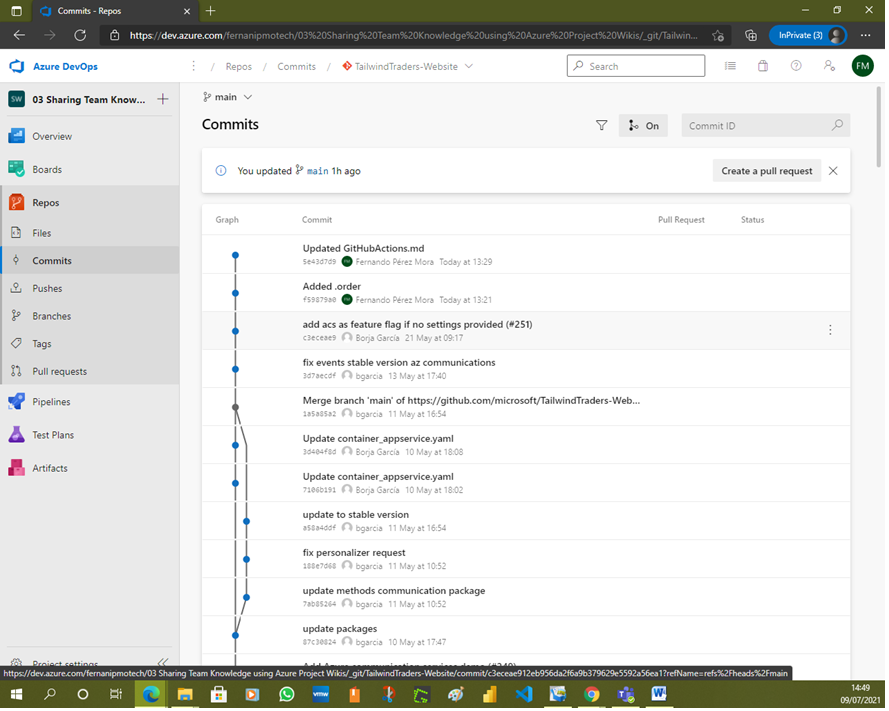 Commits - Repos
https://dev.azure.com/fernanipmotech/03%20Sharing%20Team%20Knowledge%20using%20Azure%20Project%20Wikis/_git/Tailwin...
InPrivate (3)
Azure DevOps
/ Repos / Commits / TailwindTraders-Website
Search
FM
SW 03 Sharing Team Know...
Overview
Boards
Repos
Files
Commits
Pushes
Branches
Tags
Pull requests
Pipelines
Test Plans
Artifacts
Project settings
main
Commits
On
Commit ID
You updated main 1h ago
Create a pull request
Graph Commit Pull Request Status
Updated GitHubActions.md
5e43d7d9 FM Fernando Pérez Mora Today at 13:29
Added .order
f59879a0 FM Fernando Pérez Mora Today at 13:21
add acs as feature flag if no settings provided (#251)
c3eceae9 Borja García 21 May at 09:17
fix events stable version az communications
3d7aecdf bgarcia 13 May at 17:40
Merge branch 'main' of https://github.com/microsoft/TailwindTraders-Web...
1a5a85a2 bgarcia 11 May at 16:54
Update container_appservice.yaml
3d404f8d Borja García 10 May at 18:08
Update container_appservice.yaml
7106b191 Borja García 10 May at 18:02
update to stable version
a58a4ddf bgarcia 11 May at 16:54
fix personalizer request
188e7d68 bgarcia 11 May at 10:52
update methods communication package
7ab85264 bgarcia 11 May at 10:52
update packages
87c30824 bgarcia 10 May at 17:47
Add Azure communication services demo (#249)
https://dev.azure.com/fernanipmotech/03 Sharing Team Knowledge using Azure Project Wikis/_git/TailwindTraders-Website/commit/c3eceae912eb956da2f6a9b379629e5592a56ea1?refName=refs%2Fheads%2Fmain
14:49
09/07/2021